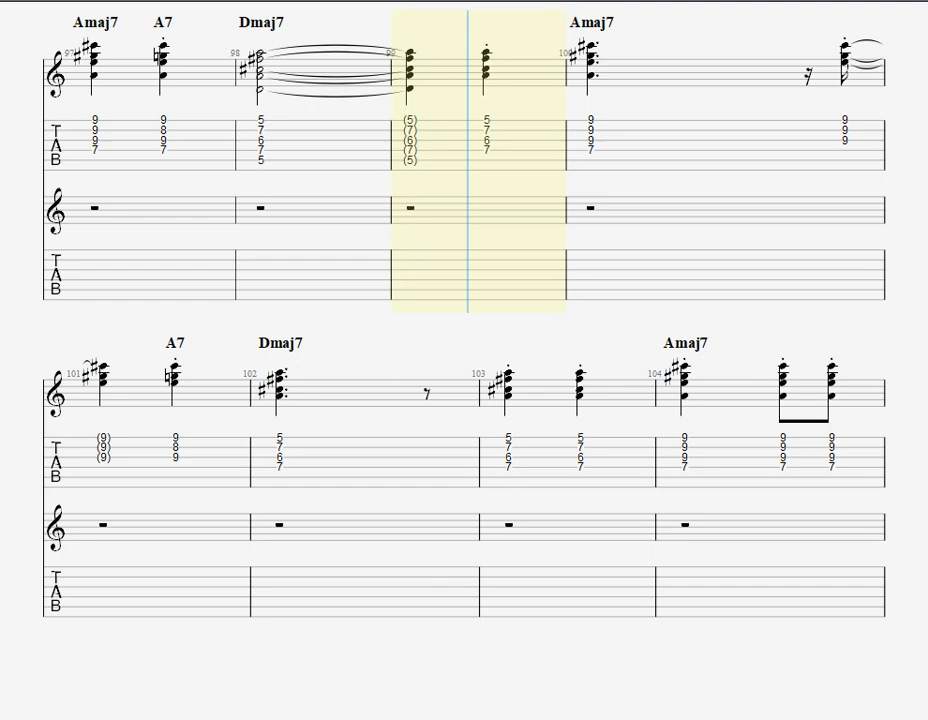 Amaj7 A7 Dmaj7 Amaj7
97 98 99 100
9 9 5 (5) 5 9 9
T 9 8 7 (7) 7 9 9
A 9 9 6 (6) 6 9 9
7 7 7 (7) 7 7
B 5 (5)
T
A
B
A7 Dmaj7 Amaj7
101 102 103 104
(9) 9 5 5 5 9 9 9
T (9) 8 7 7 7 9 9 9
A (9) 9 6 6 6 9 9 9
7 7 7 7 7 7
B
T
A
B